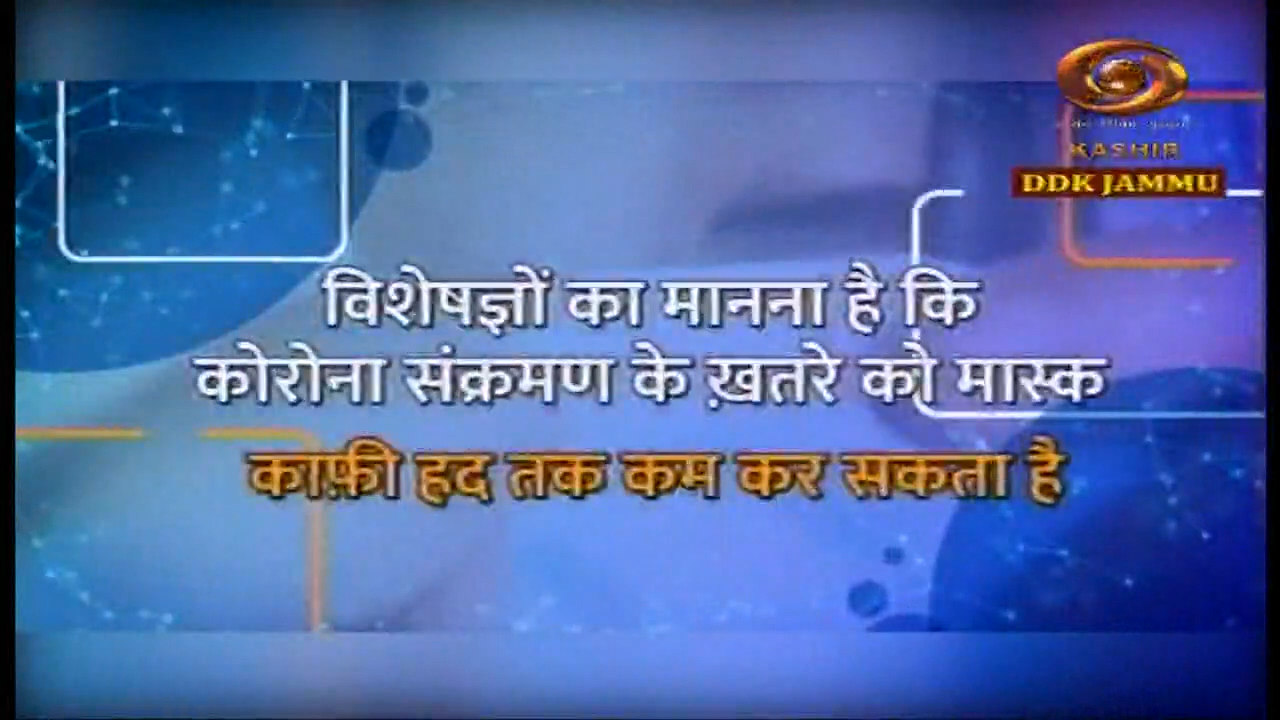 KASHIR
DDK JAMMU
विशेषज्ञों का मानना है कि
कोरोना संक्रमण के ख़तरे को मास्क
काफ़ी हद तक कम कर सकता है